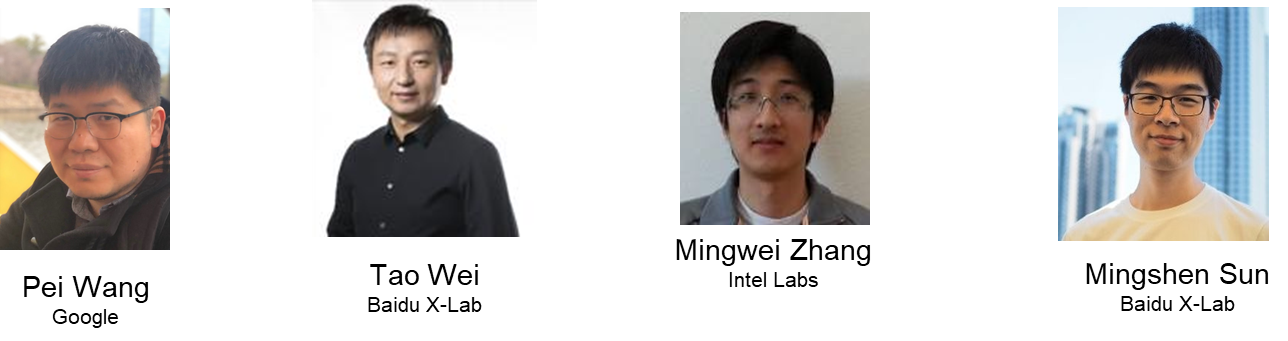 Pei Wang
Google
Tao Wei
Baidu X-Lab
Mingwei Zhang
Intel Labs
Mingshen Sun
Baidu X-Lab